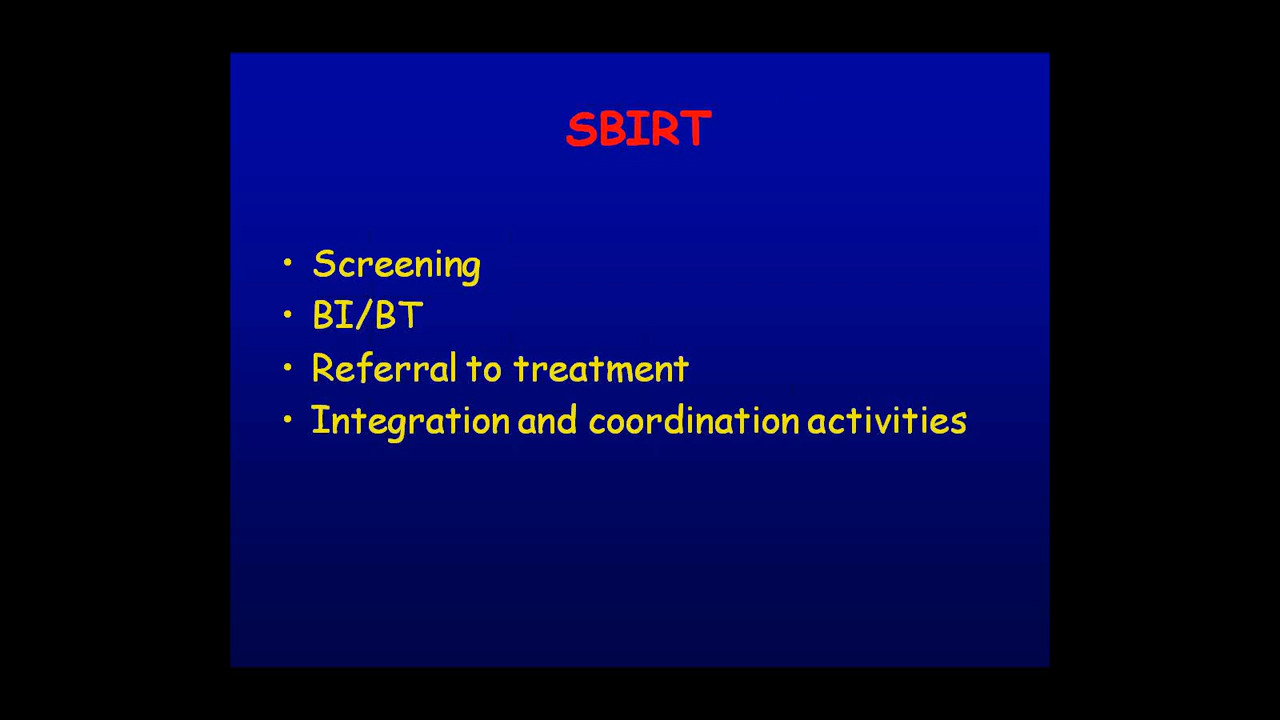 SBIRT
• Screening
• BI/BT
• Referral to treatment
• Integration and coordination activities